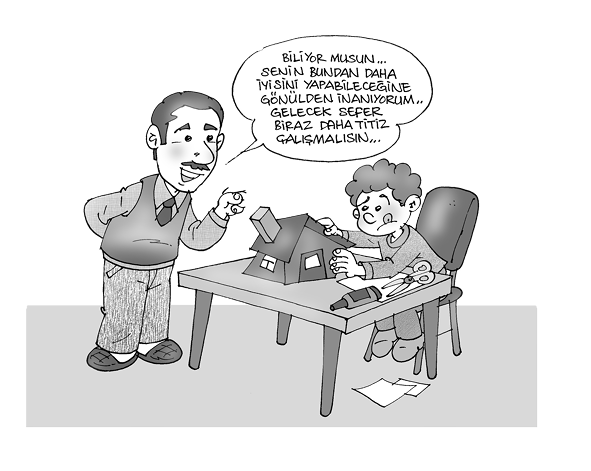 BİLİYOR MUSUN...
SENİN BUNDAN DAHA
İYİSİNİ YAPABİLECEĞİNE
GÖNÜLDEN İNANIYORUM..
GELECEK SEFER
BİRAZ DAHA TİTİZ
ÇALIŞMALISIN...